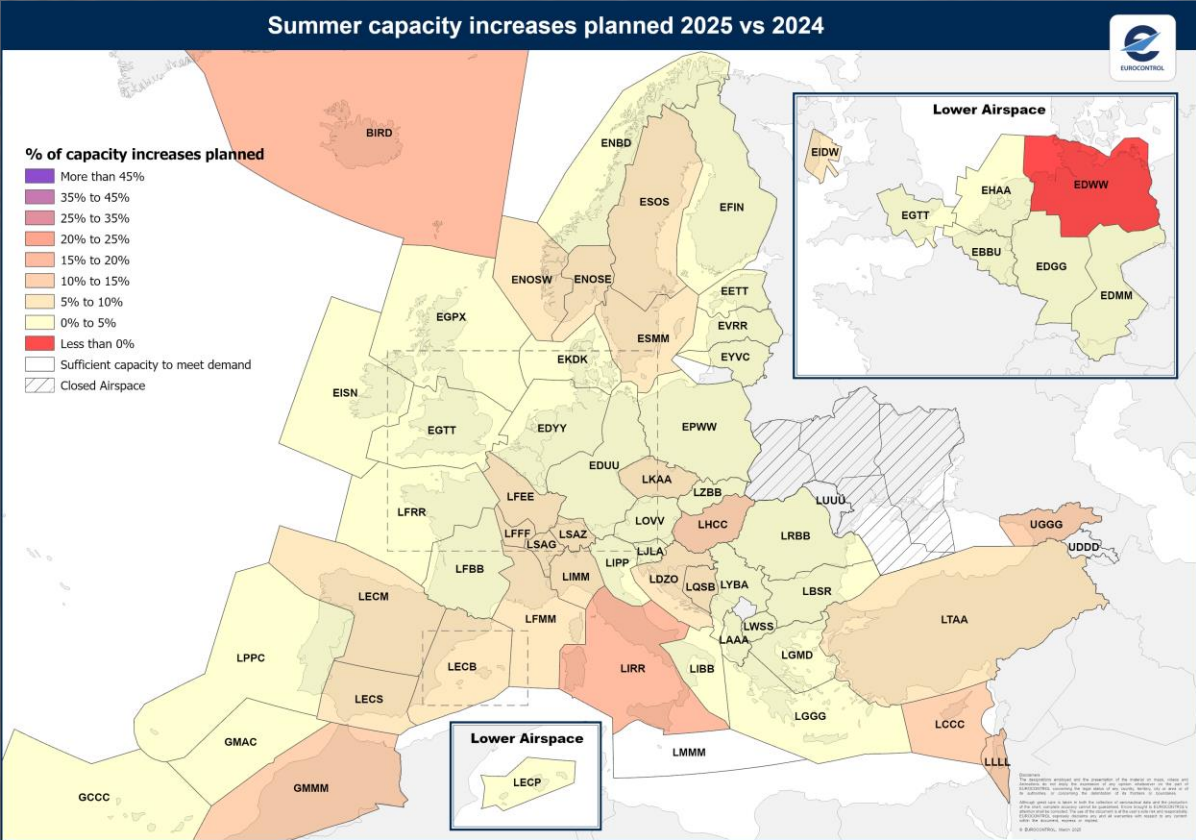 Summer capacity increases planned 2025 vs 2024
EUROCONTROL
% of capacity increases planned
More than 45%
35% to 45%
25% to 35%
20% to 25%
15% to 20%
10% to 15%
5% to 10%
0% to 5%
Less than 0%
Sufficient capacity to meet demand
Closed Airspace
Lower Airspace
EIDW
EDWW
EHAA
EGTT
EBBU
EDGG
EDMM
BIRD
ENBD
ESOS
EFIN
ENOSW
ENOSE
EETT
EGPX
EVRR
ESMM
EYVC
EKDK
EISN
EGTT
EDYY
EPWW
EDUU
LKAA
LZBB
LFEE
LUUU
LFRR
LOVV
LHCC
UGGG
LFFF
LSAZ
LSAG
LRBB
UDDD
LJLA
LIPP
LFBB
LIMM
LDZO
LQSB
LYBA
LBSR
LECM
LFMM
LTAA
LWSS
LAAA
LGMD
LPPC
LECB
LIRR
LIBB
LECS
LGGG
LCCC
GMAC
LMMM
LLLL
GMMM
GCCC
Lower Airspace
LECP
Disclaimer
© EUROCONTROL, March 2025